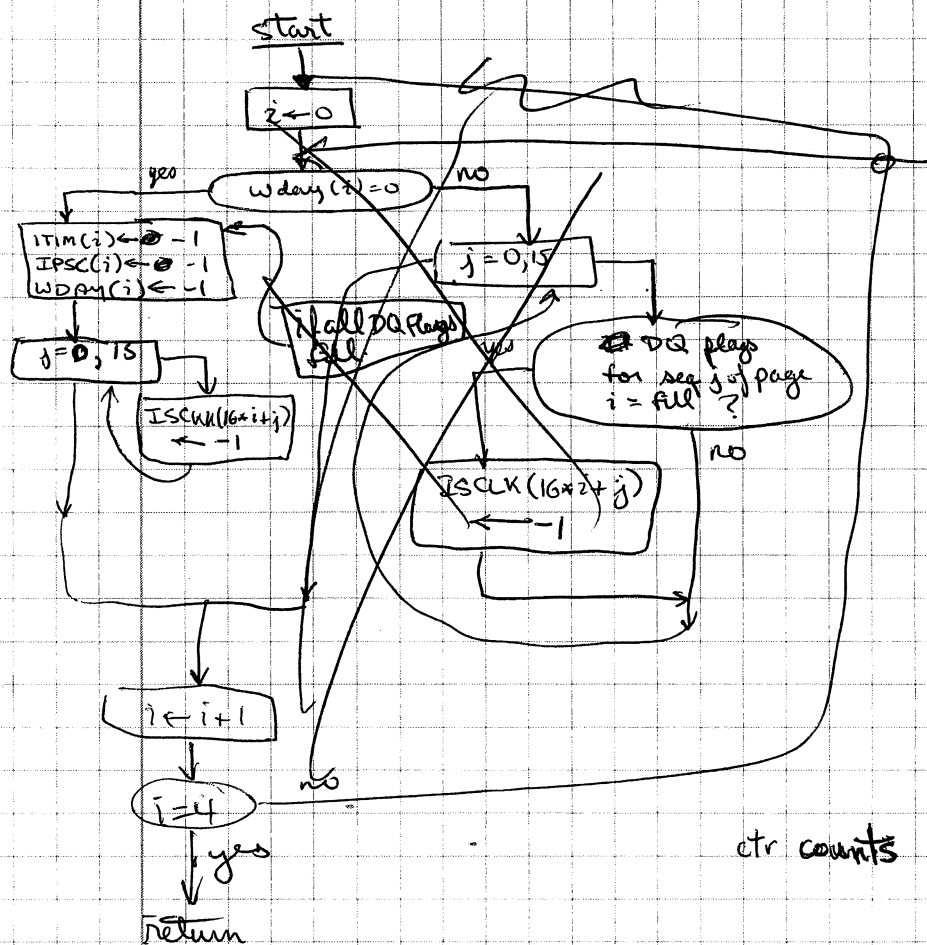 start
i ← 0
yes
wday(i)=0
no
ITIM(i) ← -1
IPSC(i) ← -1
WDAY(i) ← -1
j = 0, 15
if all DQ flags
fill
j = 0, 15
yes
DQ flags
for seq j of page
i = fill ?
ISCLK(16*i+j)
← -1
no
ISCLK(16*i+j)
← -1
i ← i+1
no
i=4
yes
ctr counts
return